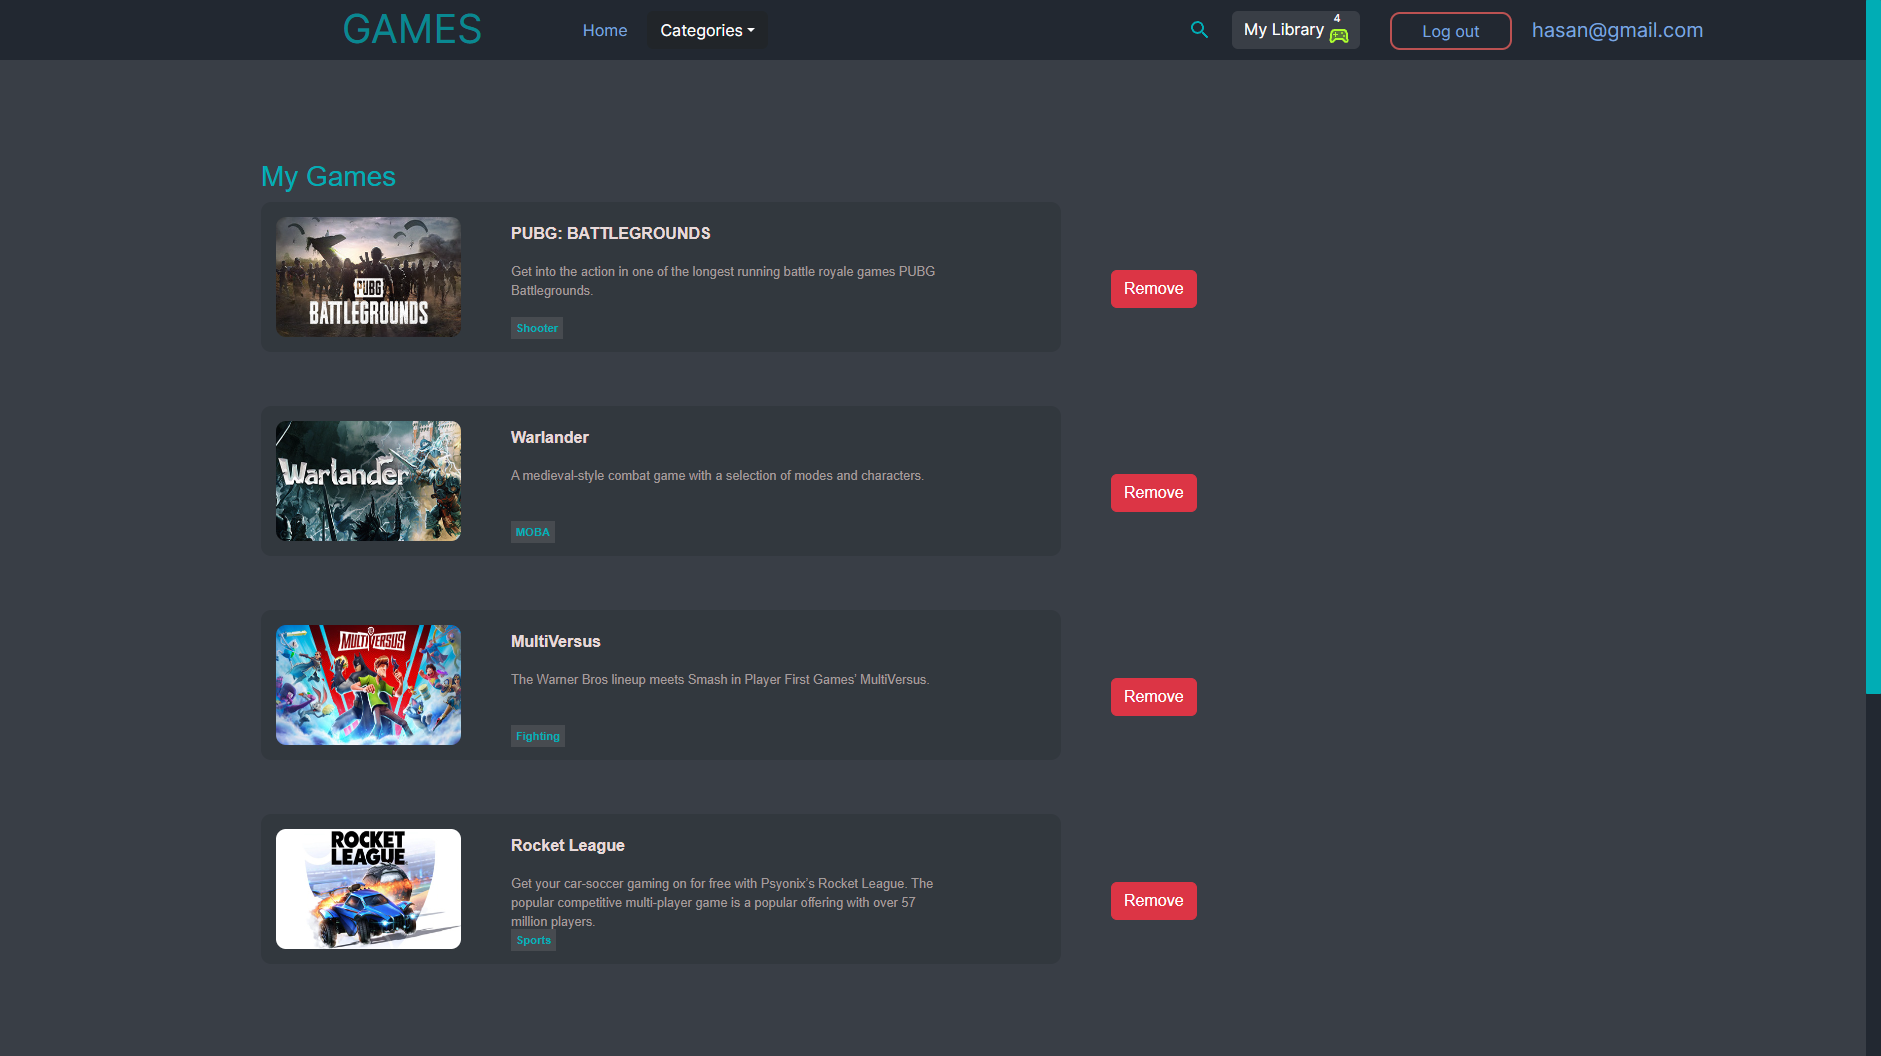 GAMES
Home
Categories
My Library
4
Log out
hasan@gmail.com
My Games
PUBG
BATTLEGROUNDS
PUBG: BATTLEGROUNDS
Get into the action in one of the longest running battle royale games PUBG
Battlegrounds.
Shooter
Remove
Warlander
Warlander
A medieval-style combat game with a selection of modes and characters.
MOBA
Remove
MULTIVERSUS
MultiVersus
The Warner Bros lineup meets Smash in Player First Games' MultiVersus.
Fighting
Remove
ROCKET
LEAGUE
Rocket League
Get your car-soccer gaming on for free with Psyonix’s Rocket League. The
popular competitive multi-player game is a popular offering with over 57
million players.
Sports
Remove